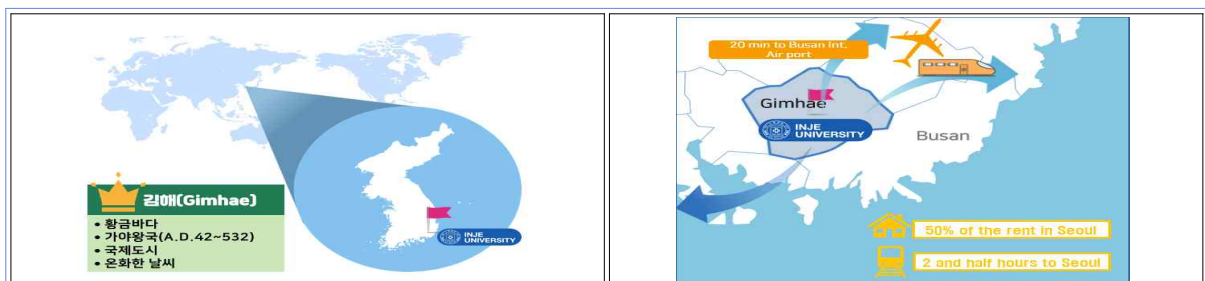 김해(Gimhae)
• 황금바다
• 가야왕국(A.D.42~532)
• 국제도시
• 온화한 날씨
INJE
UNIVERSITY
20 min to Busan Int.
Air port
Gimhae
INJE
UNIVERSITY
Busan
50% of the rent in Seoul
2 and half hours to Seoul